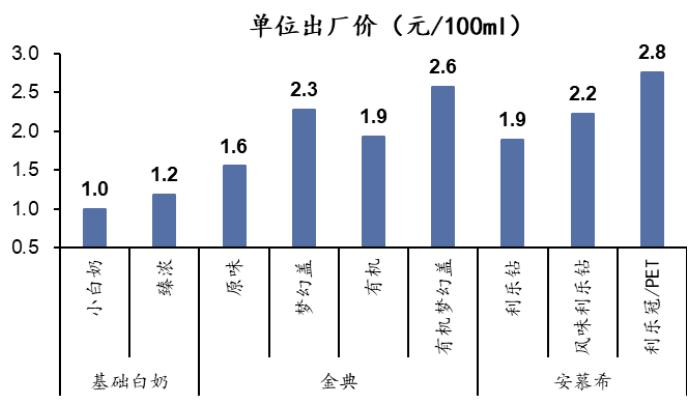 单位出厂价（元/100ml）
3.0
2.5
2.0
1.5
1.0
0.5
1.0
1.2
1.6
2.3
1.9
2.6
1.9
2.2
2.8
小白奶
臻浓
原味
梦幻盖
有机
有机梦幻盖
利乐钻
风味利乐钻
利乐冠/PET
基础白奶
金典
安慕希